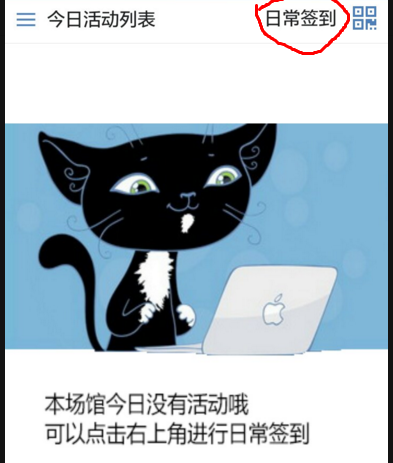 今日活动列表 日常签到
本场馆今日没有活动哦
可以点击右上角进行日常签到